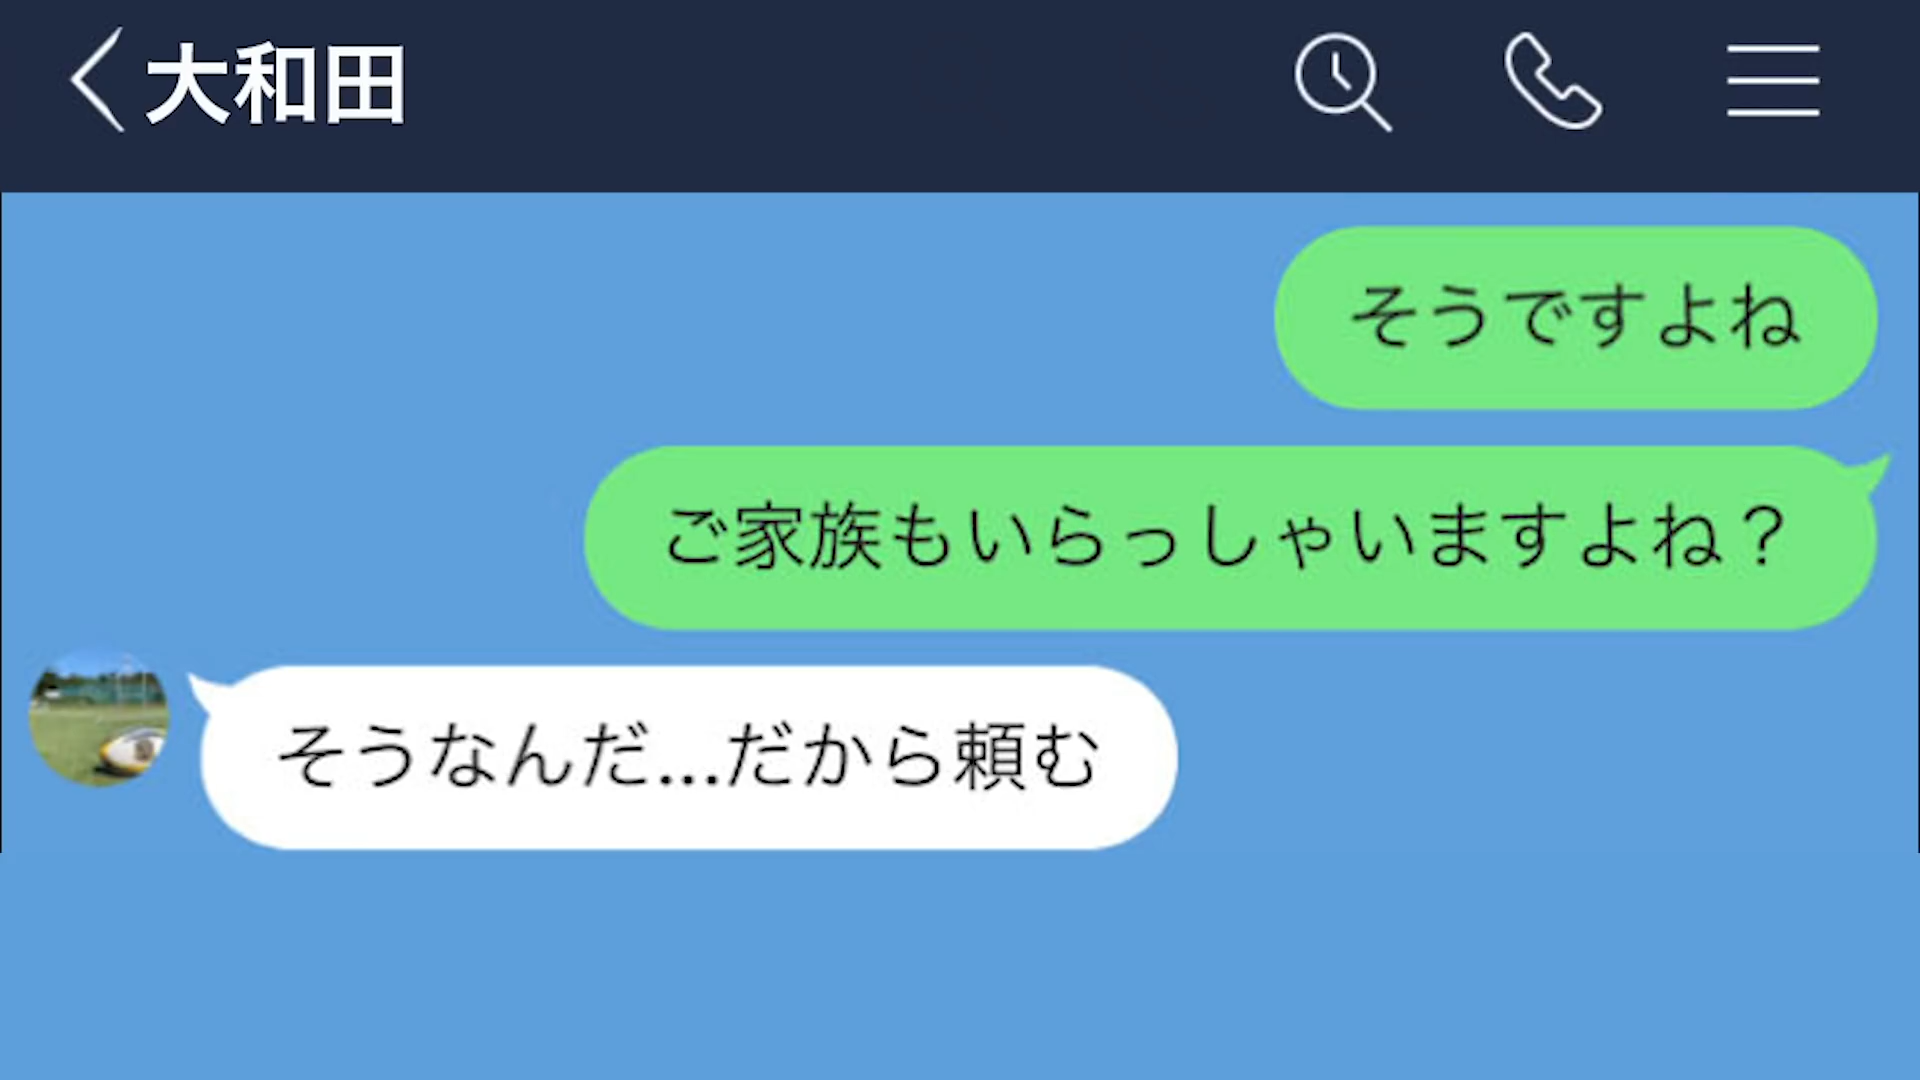 大和田
そうですよね
ご家族もいらっしゃいますよね？
そうなんだ...だから頼む